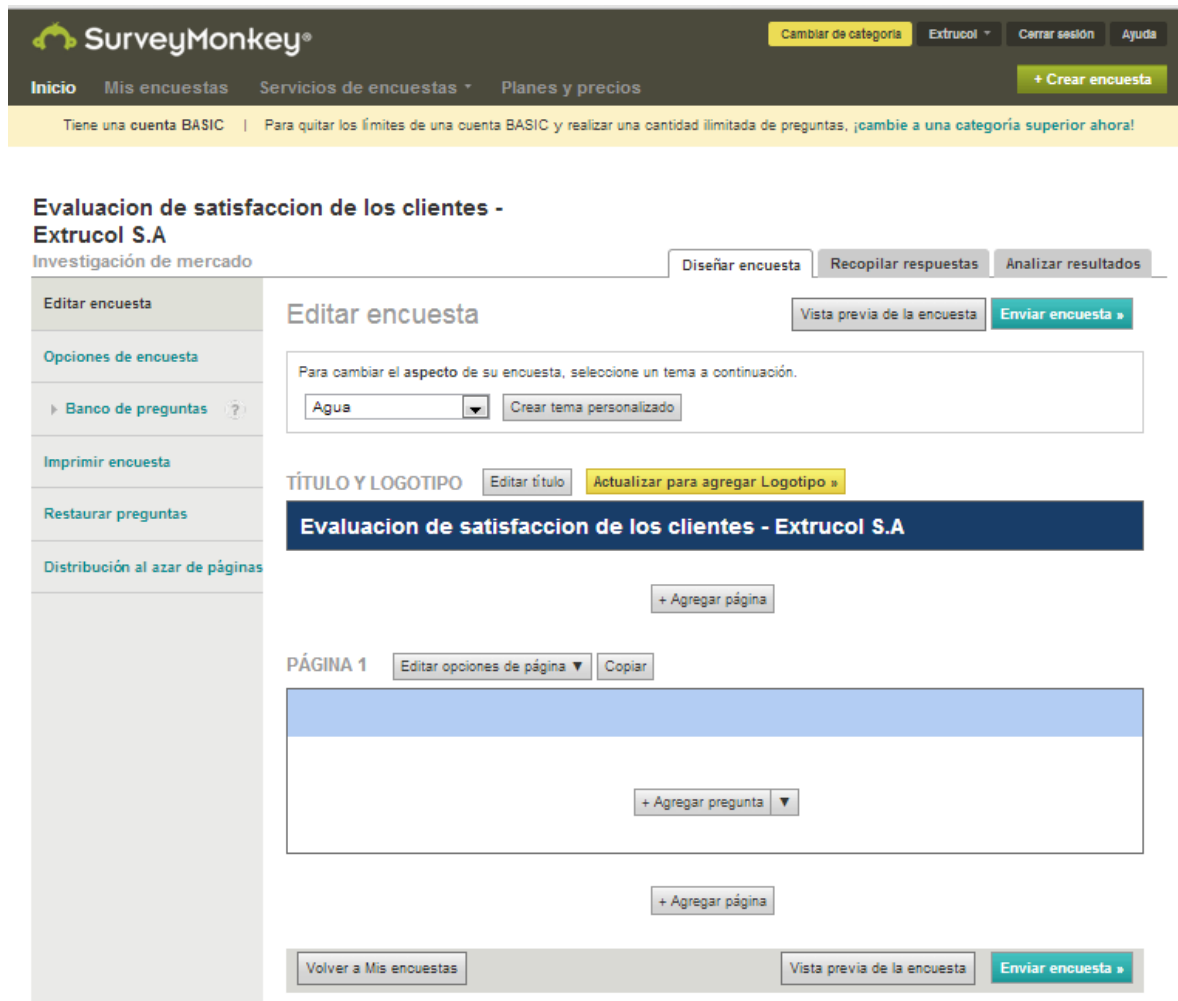 SurveyMonkey®
Cambiar de categoría Extrucol Cerrar sesión Ayuda
Inicio Mis encuestas Servicios de encuestas Planes y precios + Crear encuesta
Tiene una cuenta BASIC | Para quitar los límites de una cuenta BASIC y realizar una cantidad ilimitada de preguntas, ¡cambie a una categoría superior ahora!
Evaluacion de satisfaccion de los clientes -
Extrucol S.A
Investigación de mercado
Diseñar encuesta Recopilar respuestas Analizar resultados
Editar encuesta
Opciones de encuesta
Banco de preguntas ?
Imprimir encuesta
Restaurar preguntas
Distribución al azar de páginas
Editar encuesta Vista previa de la encuesta Enviar encuesta »
Para cambiar el aspecto de su encuesta, seleccione un tema a continuación.
Agua Crear tema personalizado
TÍTULO Y LOGOTIPO Editar título Actualizar para agregar Logotipo »
Evaluacion de satisfaccion de los clientes - Extrucol S.A
+ Agregar página
PÁGINA 1 Editar opciones de página ▼ Copiar
+ Agregar pregunta ▼
+ Agregar página
Volver a Mis encuestas Vista previa de la encuesta Enviar encuesta »